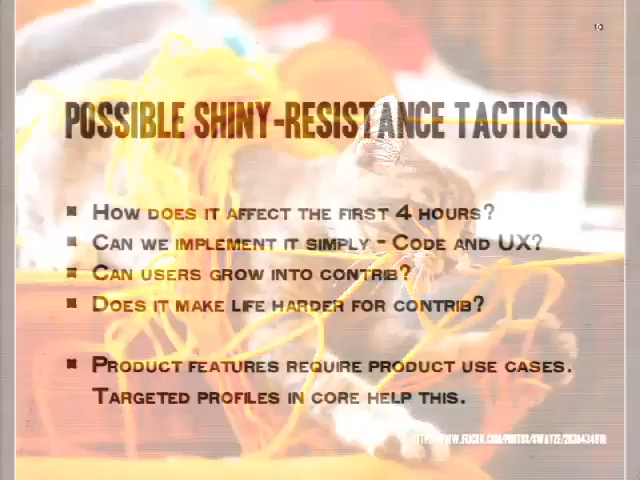 10
POSSIBLE SHINY-RESISTANCE TACTICS
HOW DOES IT AFFECT THE FIRST 4 HOURS?
CAN WE IMPLEMENT IT SIMPLY - CODE AND UX?
CAN USERS GROW INTO CONTRIB?
DOES IT MAKE LIFE HARDER FOR CONTRIB?
PRODUCT FEATURES REQUIRE PRODUCT USE CASES.
TARGETED PROFILES IN CORE HELP THIS.